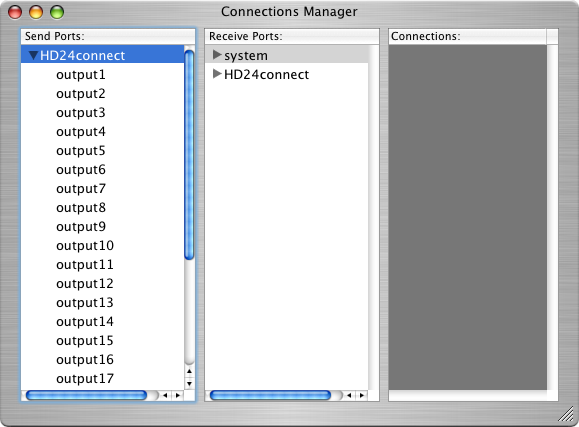 Connections Manager
Send Ports:
HD24connect
output1
output2
output3
output4
output5
output6
output7
output8
output9
output10
output11
output12
output13
output14
output15
output16
output17
Receive Ports:
system
HD24connect
Connections: